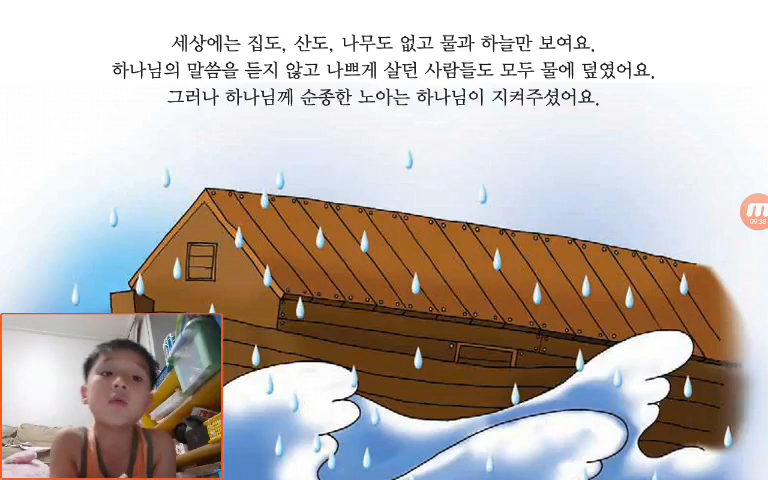 세상에는 집도, 산도, 나무도 없고 물과 하늘만 보여요.
하나님의 말씀을 듣지 않고 나쁘게 살던 사람들도 모두 물에 덮였어요.
그러나 하나님께 순종한 노아는 하나님이 지켜주셨어요.